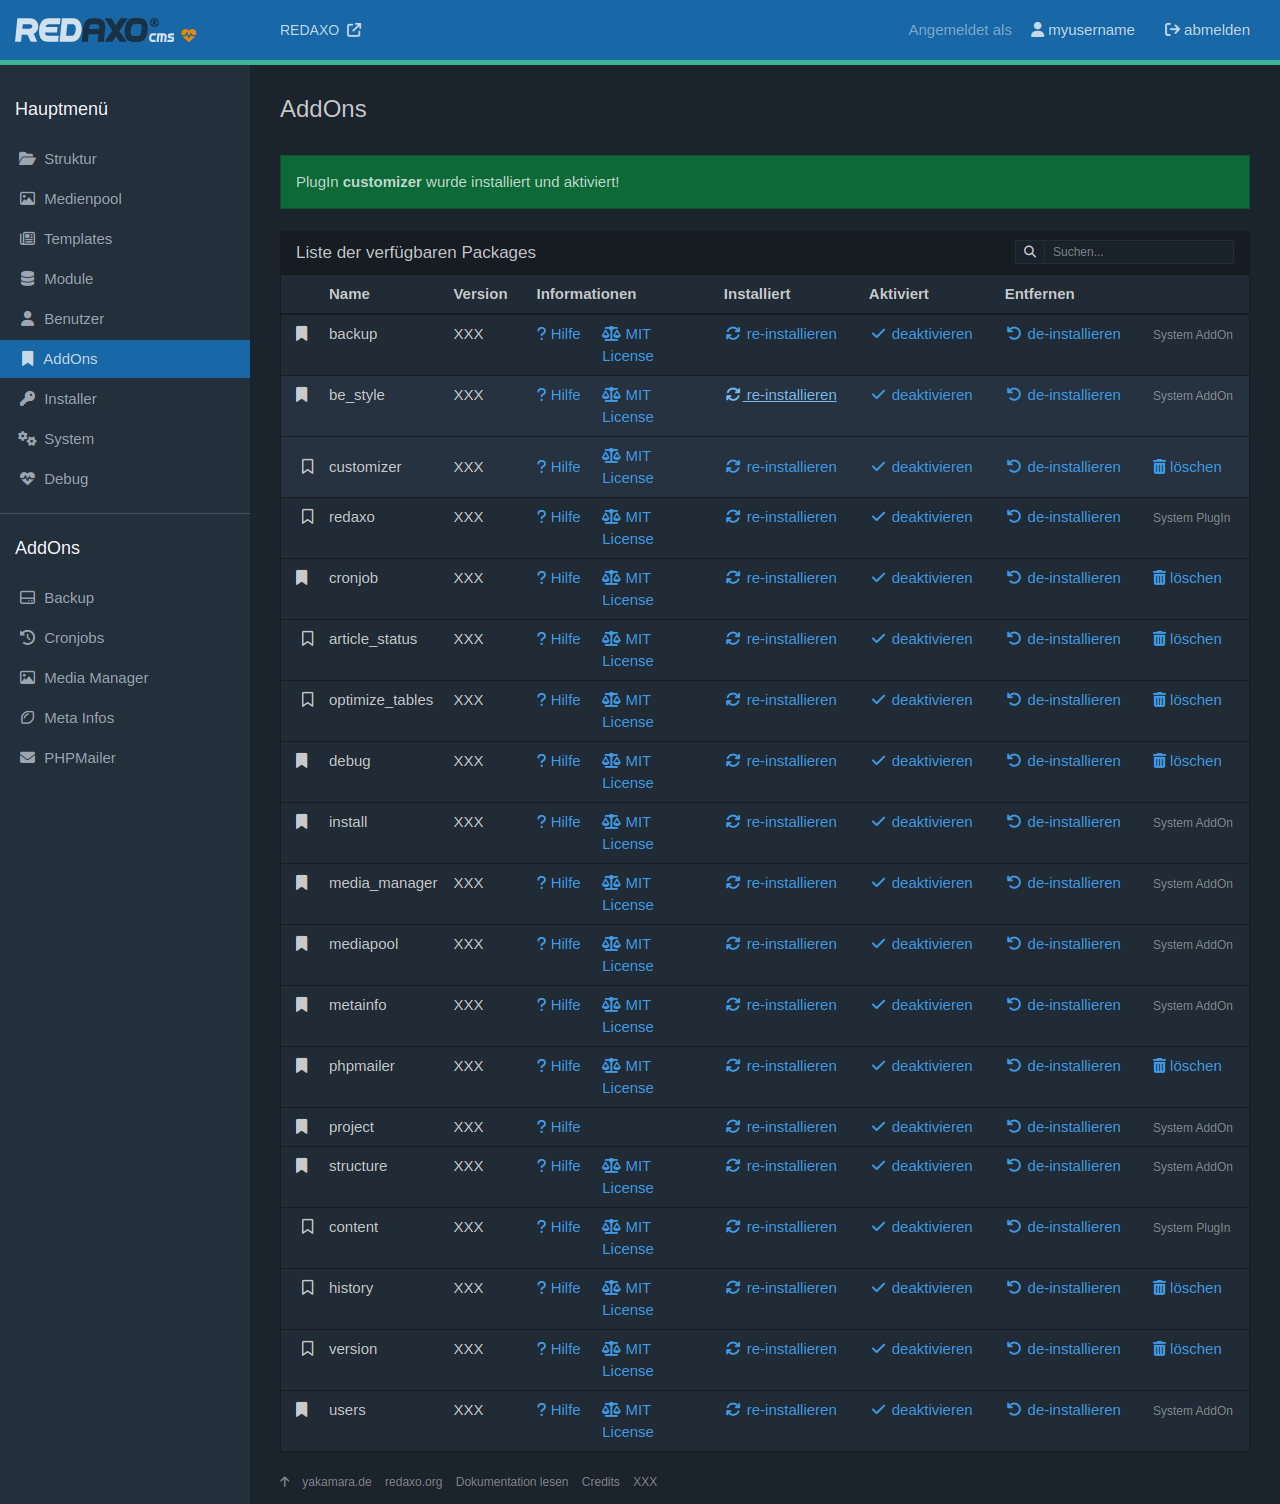 REDAXO® cms
REDAXO
Angemeldet als myusername abmelden
Hauptmenü
Struktur
Medienpool
Templates
Module
Benutzer
AddOns
Installer
System
Debug
AddOns
Backup
Cronjobs
Media Manager
Meta Infos
PHPMailer
AddOns
PlugIn customizer wurde installiert und aktiviert!
Liste der verfügbaren Packages
Suchen...
Name Version Informationen Installiert Aktiviert Entfernen
backup XXX ? Hilfe MIT License re-installieren deaktivieren de-installieren System AddOn
be_style XXX ? Hilfe MIT License re-installieren deaktivieren de-installieren System AddOn
customizer XXX ? Hilfe MIT License re-installieren deaktivieren de-installieren löschen
redaxo XXX ? Hilfe MIT License re-installieren deaktivieren de-installieren System PlugIn
cronjob XXX ? Hilfe MIT License re-installieren deaktivieren de-installieren löschen
article_status XXX ? Hilfe MIT License re-installieren deaktivieren de-installieren löschen
optimize_tables XXX ? Hilfe MIT License re-installieren deaktivieren de-installieren löschen
debug XXX ? Hilfe MIT License re-installieren deaktivieren de-installieren löschen
install XXX ? Hilfe MIT License re-installieren deaktivieren de-installieren System AddOn
media_manager XXX ? Hilfe MIT License re-installieren deaktivieren de-installieren System AddOn
mediapool XXX ? Hilfe MIT License re-installieren deaktivieren de-installieren System AddOn
metainfo XXX ? Hilfe MIT License re-installieren deaktivieren de-installieren System AddOn
phpmailer XXX ? Hilfe MIT License re-installieren deaktivieren de-installieren löschen
project XXX ? Hilfe re-installieren deaktivieren de-installieren System AddOn
structure XXX ? Hilfe MIT License re-installieren deaktivieren de-installieren System AddOn
content XXX ? Hilfe MIT License re-installieren deaktivieren de-installieren System PlugIn
history XXX ? Hilfe MIT License re-installieren deaktivieren de-installieren löschen
version XXX ? Hilfe MIT License re-installieren deaktivieren de-installieren löschen
users XXX ? Hilfe MIT License re-installieren deaktivieren de-installieren System AddOn
yakamara.de redaxo.org Dokumentation lesen Credits XXX